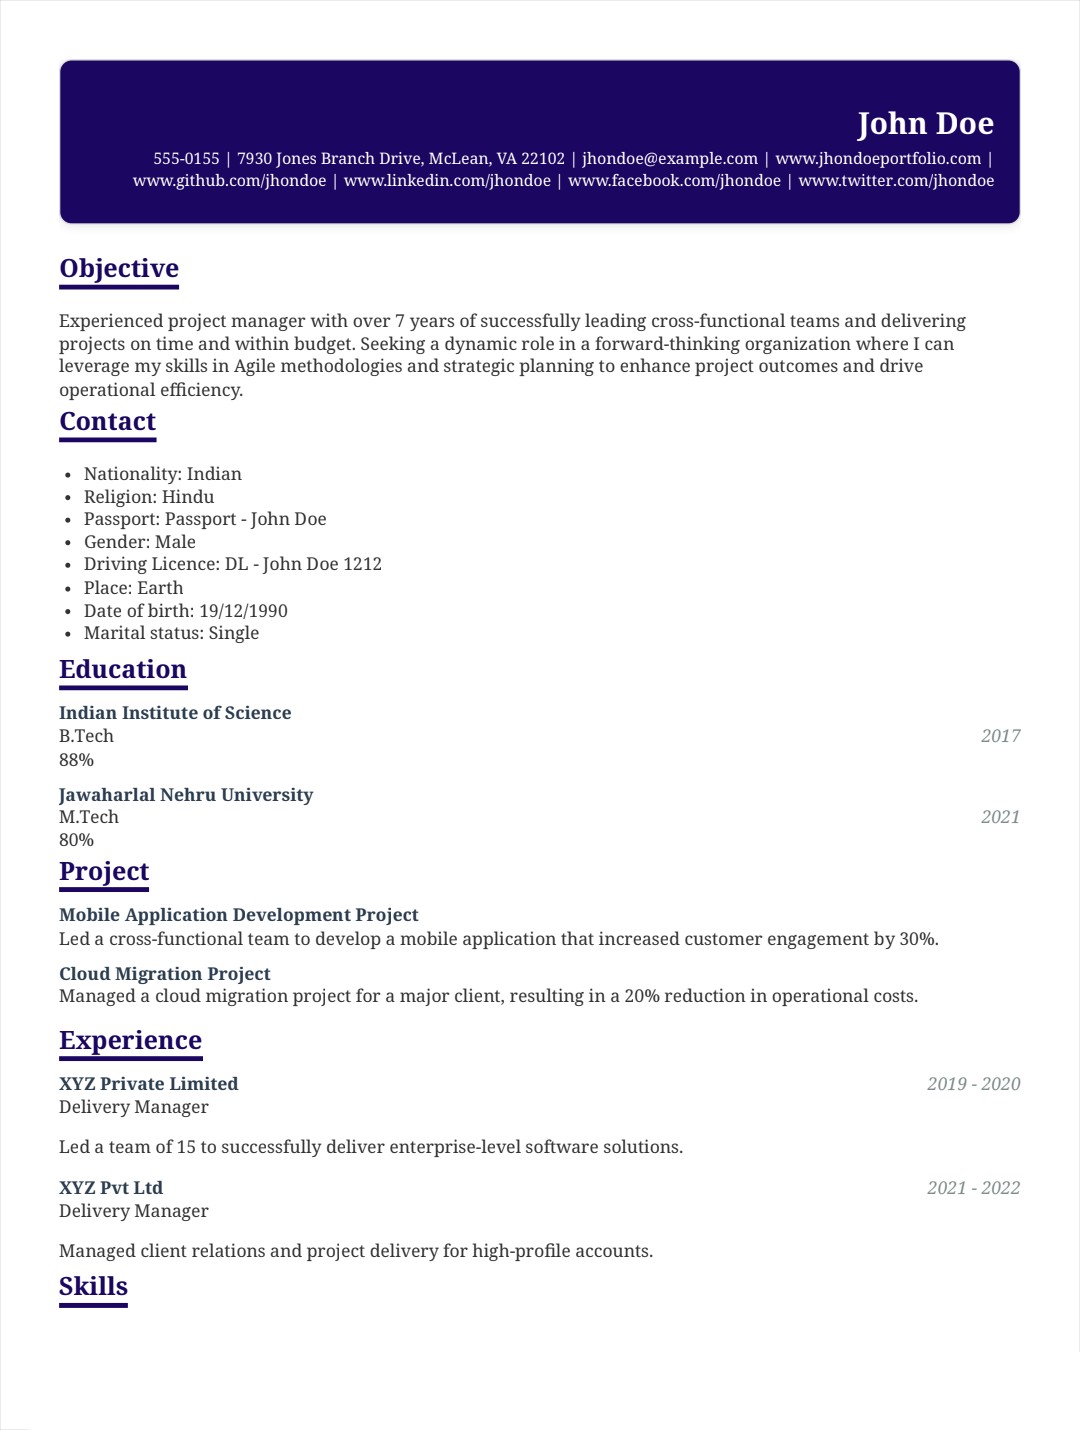 John Doe
555-0155 | 7930 Jones Branch Drive, McLean, VA 22102 | jhondoe@example.com | www.jhondoeportfolio.com |
www.github.com/jhondoe | www.linkedin.com/jhondoe | www.facebook.com/jhondoe | www.twitter.com/jhondoe
Objective
Experienced project manager with over 7 years of successfully leading cross-functional teams and delivering
projects on time and within budget. Seeking a dynamic role in a forward-thinking organization where I can
leverage my skills in Agile methodologies and strategic planning to enhance project outcomes and drive
operational efficiency.
Contact
• Nationality: Indian
• Religion: Hindu
• Passport: Passport - John Doe
• Gender: Male
• Driving Licence: DL - John Doe 1212
• Place: Earth
• Date of birth: 19/12/1990
• Marital status: Single
Education
Indian Institute of Science
B.Tech 2017
88%
Jawaharlal Nehru University
M.Tech 2021
80%
Project
Mobile Application Development Project
Led a cross-functional team to develop a mobile application that increased customer engagement by 30%.
Cloud Migration Project
Managed a cloud migration project for a major client, resulting in a 20% reduction in operational costs.
Experience
XYZ Private Limited 2019 - 2020
Delivery Manager
Led a team of 15 to successfully deliver enterprise-level software solutions.
XYZ Pvt Ltd 2021 - 2022
Delivery Manager
Managed client relations and project delivery for high-profile accounts.
Skills